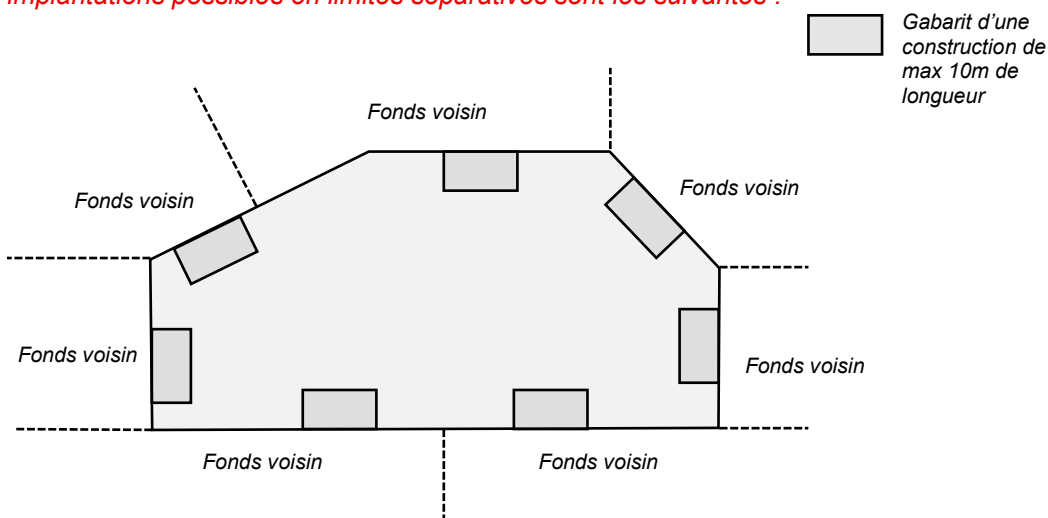 implantations possibles en limites séparatives sont les suivantes :
Gabarit d’une
construction de
max 10m de
longueur
Fonds voisin
Fonds voisin
Fonds voisin
Fonds voisin
Fonds voisin
Fonds voisin
Fonds voisin